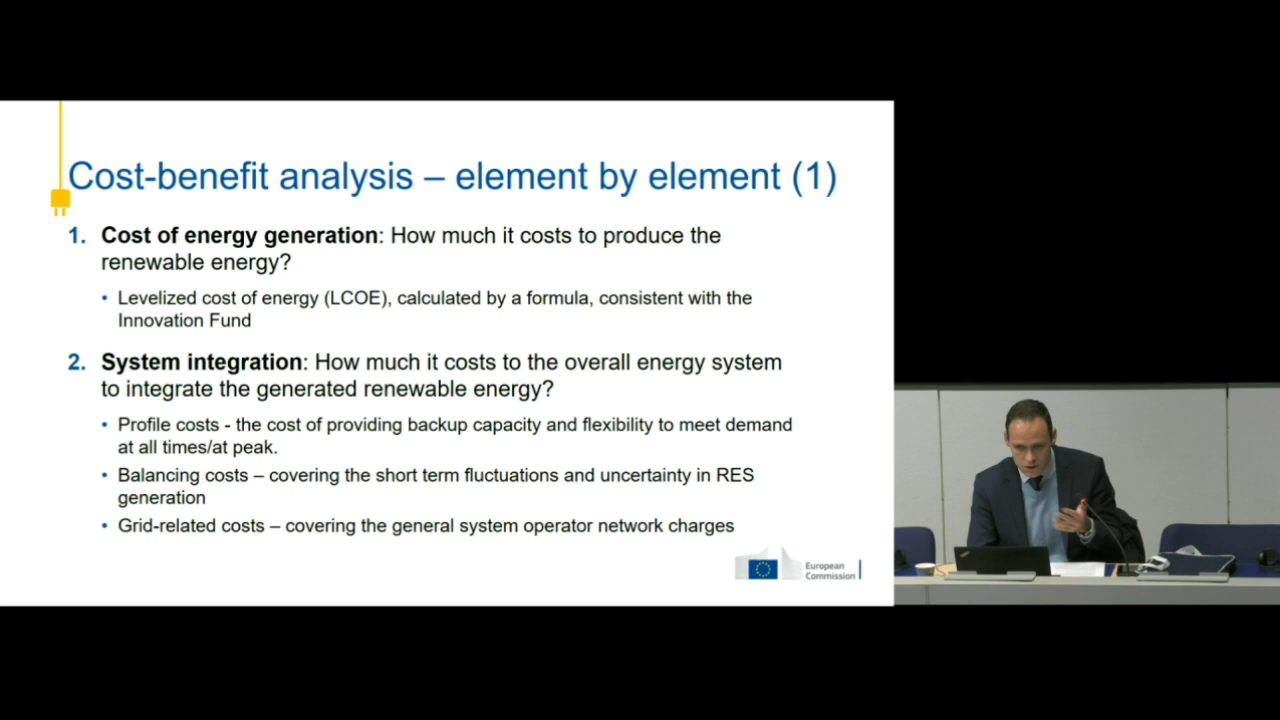 Cost-benefit analysis – element by element (1)
1. Cost of energy generation: How much it costs to produce the
renewable energy?
• Levelized cost of energy (LCOE), calculated by a formula, consistent with the
Innovation Fund
2. System integration: How much it costs to the overall energy system
to integrate the generated renewable energy?
• Profile costs - the cost of providing backup capacity and flexibility to meet demand
at all times/at peak.
• Balancing costs – covering the short term fluctuations and uncertainty in RES
generation
• Grid-related costs – covering the general system operator network charges
European
Commission